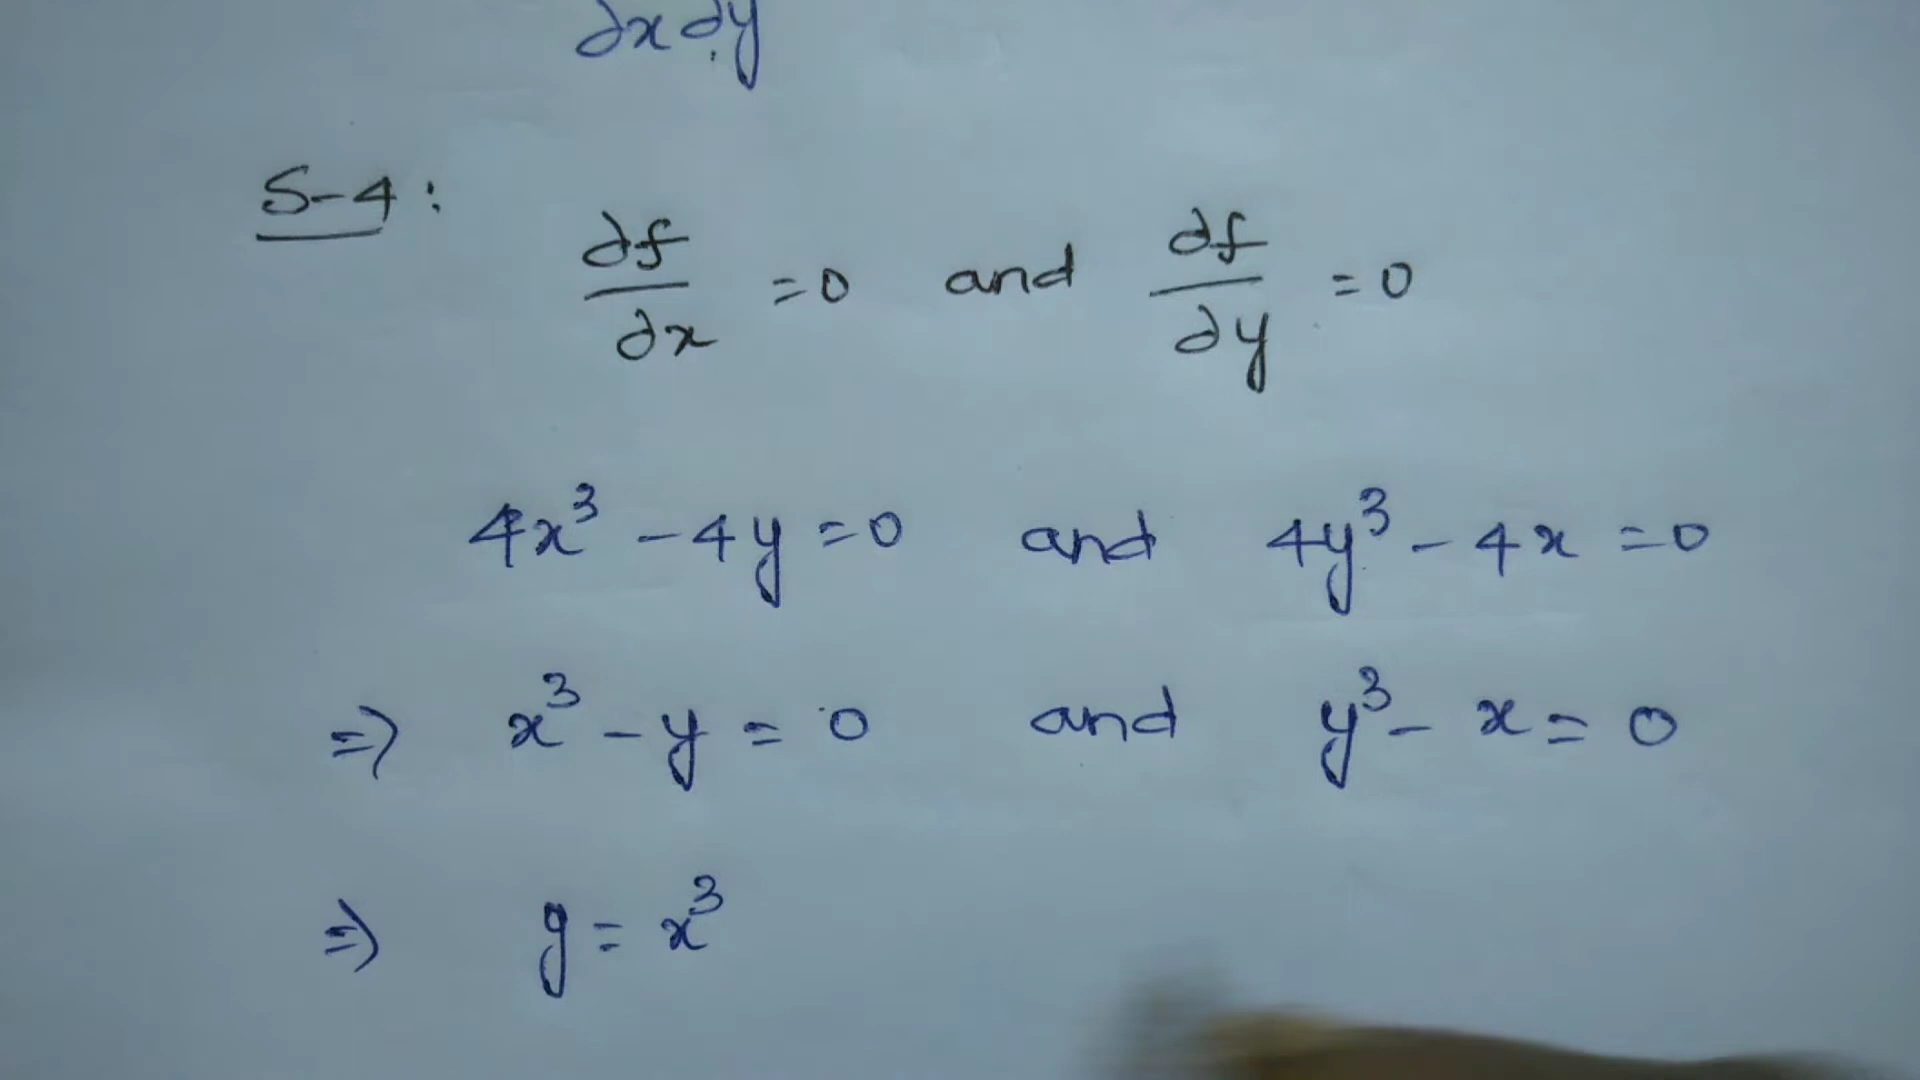 ∂x∂y
S-4:
∂f/∂x =0 and ∂f/∂y =0
4x³ - 4y =0 and 4y³ - 4x =0
⇒ x³ - y = 0 and y³ - x = 0
⇒ y = x³